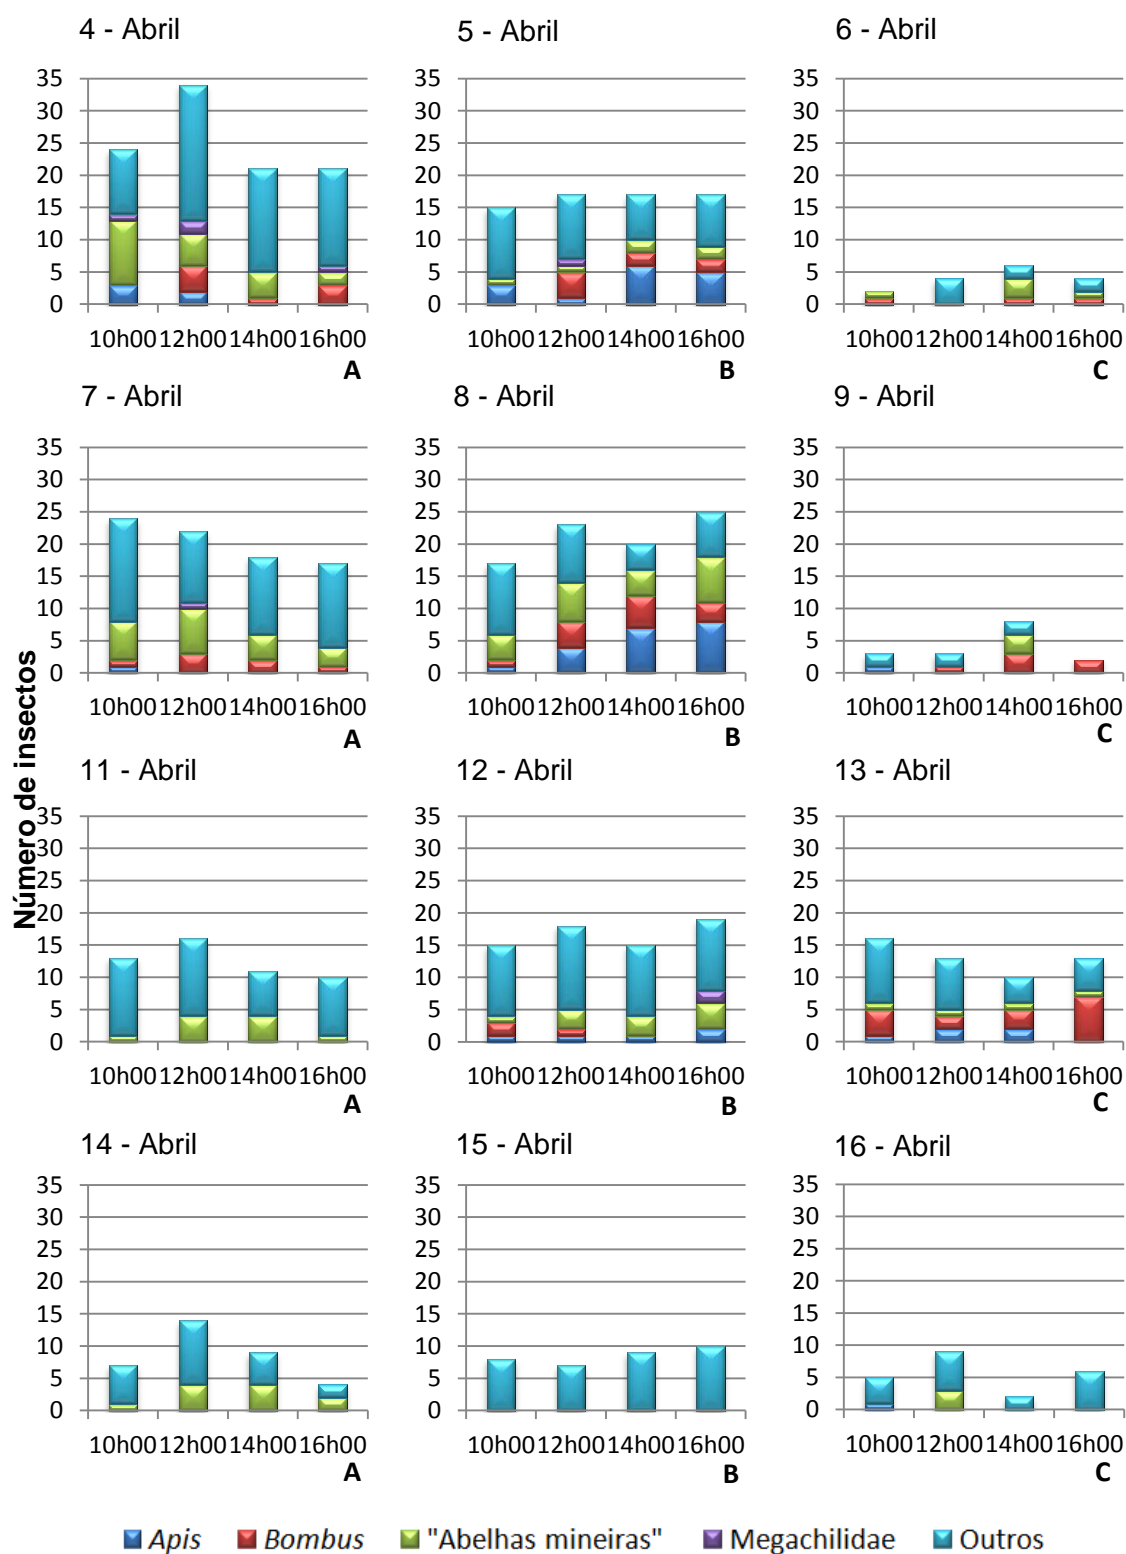 4 - Abril
5 - Abril
6 - Abril
35 30 25 20 15 10 5 0
35 30 25 20 15 10 5 0
35 30 25 20 15 10 5 0
10h00 12h00 14h00 16h00
10h00 12h00 14h00 16h00
10h00 12h00 14h00 16h00
A
B
C
7 - Abril
8 - Abril
9 - Abril
35 30 25 20 15 10 5 0
35 30 25 20 15 10 5 0
35 30 25 20 15 10 5 0
10h00 12h00 14h00 16h00
10h00 12h00 14h00 16h00
10h00 12h00 14h00 16h00
A
B
C
Número de insectos
11 - Abril
12 - Abril
13 - Abril
35 30 25 20 15 10 5 0
35 30 25 20 15 10 5 0
35 30 25 20 15 10 5 0
10h00 12h00 14h00 16h00
10h00 12h00 14h00 16h00
10h00 12h00 14h00 16h00
A
B
C
14 - Abril
15 - Abril
16 - Abril
35 30 25 20 15 10 5 0
35 30 25 20 15 10 5 0
35 30 25 20 15 10 5 0
10h00 12h00 14h00 16h00
10h00 12h00 14h00 16h00
10h00 12h00 14h00 16h00
A
B
C
Apis Bombus "Abelhas mineiras" Megachilidae Outros